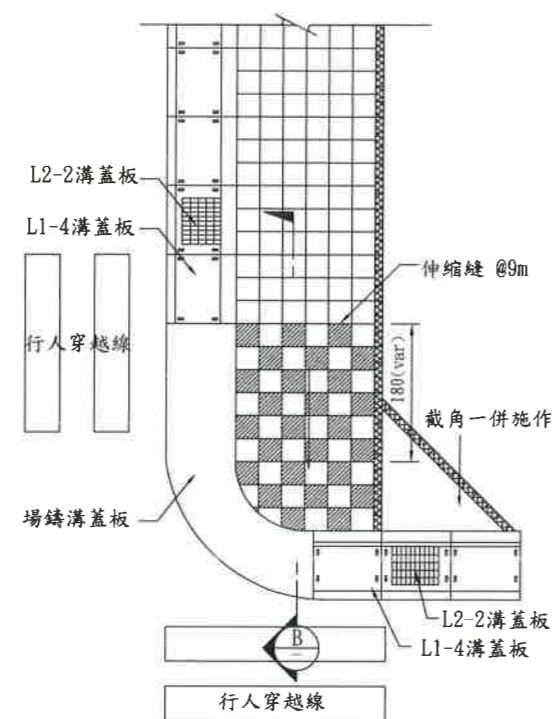 L2-2溝蓋板
L1-4溝蓋板
伸縮縫 @9m
行人穿越線
180(var)
截角一併施作
場鑄溝蓋板
L2-2溝蓋板
L1-4溝蓋板
B
行人穿越線